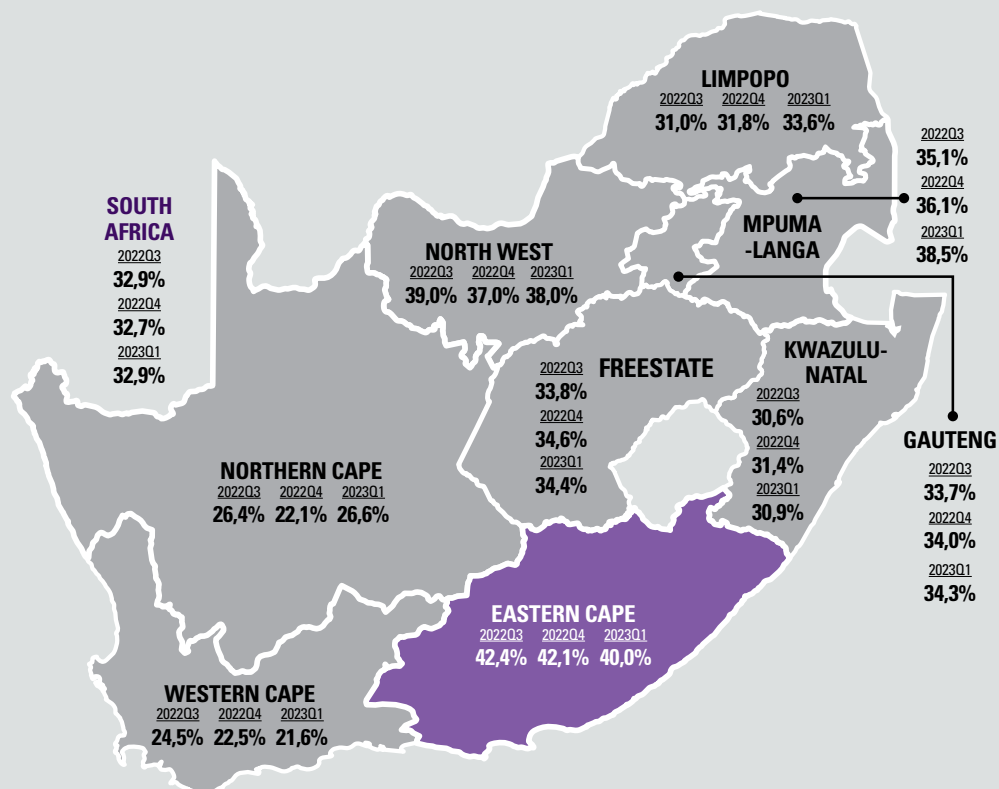 LIMPOPO
2022Q3 2022Q4 2023Q1
31,0% 31,8% 33,6%
2022Q3
35,1%
2022Q4
36,1%
2023Q1
38,5%
MPUMA
-LANGA
SOUTH
AFRICA
2022Q3
32,9%
2022Q4
32,7%
2023Q1
32,9%
NORTH WEST
2022Q3 2022Q4 2023Q1
39,0% 37,0% 38,0%
FREESTATE
2022Q3
33,8%
2022Q4
34,6%
2023Q1
34,4%
KWAZULU-
NATAL
2022Q3
30,6%
2022Q4
31,4%
2023Q1
30,9%
GAUTENG
2022Q3
33,7%
2022Q4
34,0%
2023Q1
34,3%
NORTHERN CAPE
2022Q3 2022Q4 2023Q1
26,4% 22,1% 26,6%
EASTERN CAPE
2022Q3 2022Q4 2023Q1
42,4% 42,1% 40,0%
WESTERN CAPE
2022Q3 2022Q4 2023Q1
24,5% 22,5% 21,6%